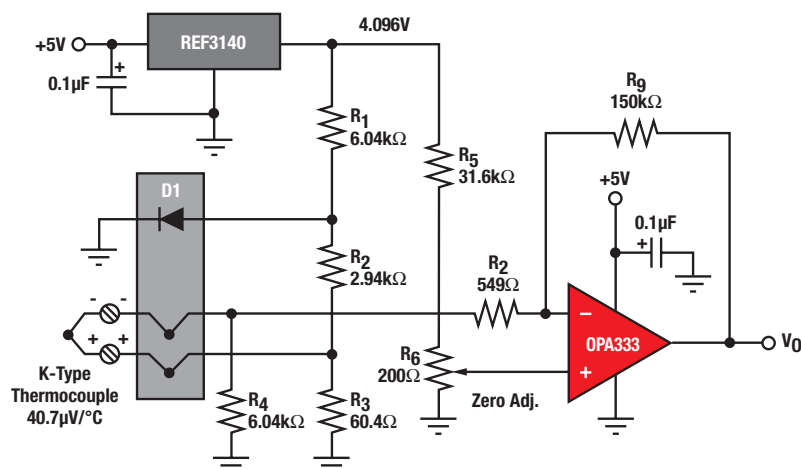 REF3140
4.096V
+5V
0.1µF
+
R1
6.04kΩ
R5
31.6kΩ
R9
150kΩ
+5V
0.1µF
+
D1
R2
2.94kΩ
R2
549Ω
- -
+ +
K-Type
Thermocouple
40.7µV/°C
R4
6.04kΩ
R3
60.4Ω
R6
200Ω
Zero Adj.
−
+
OPA333
VO